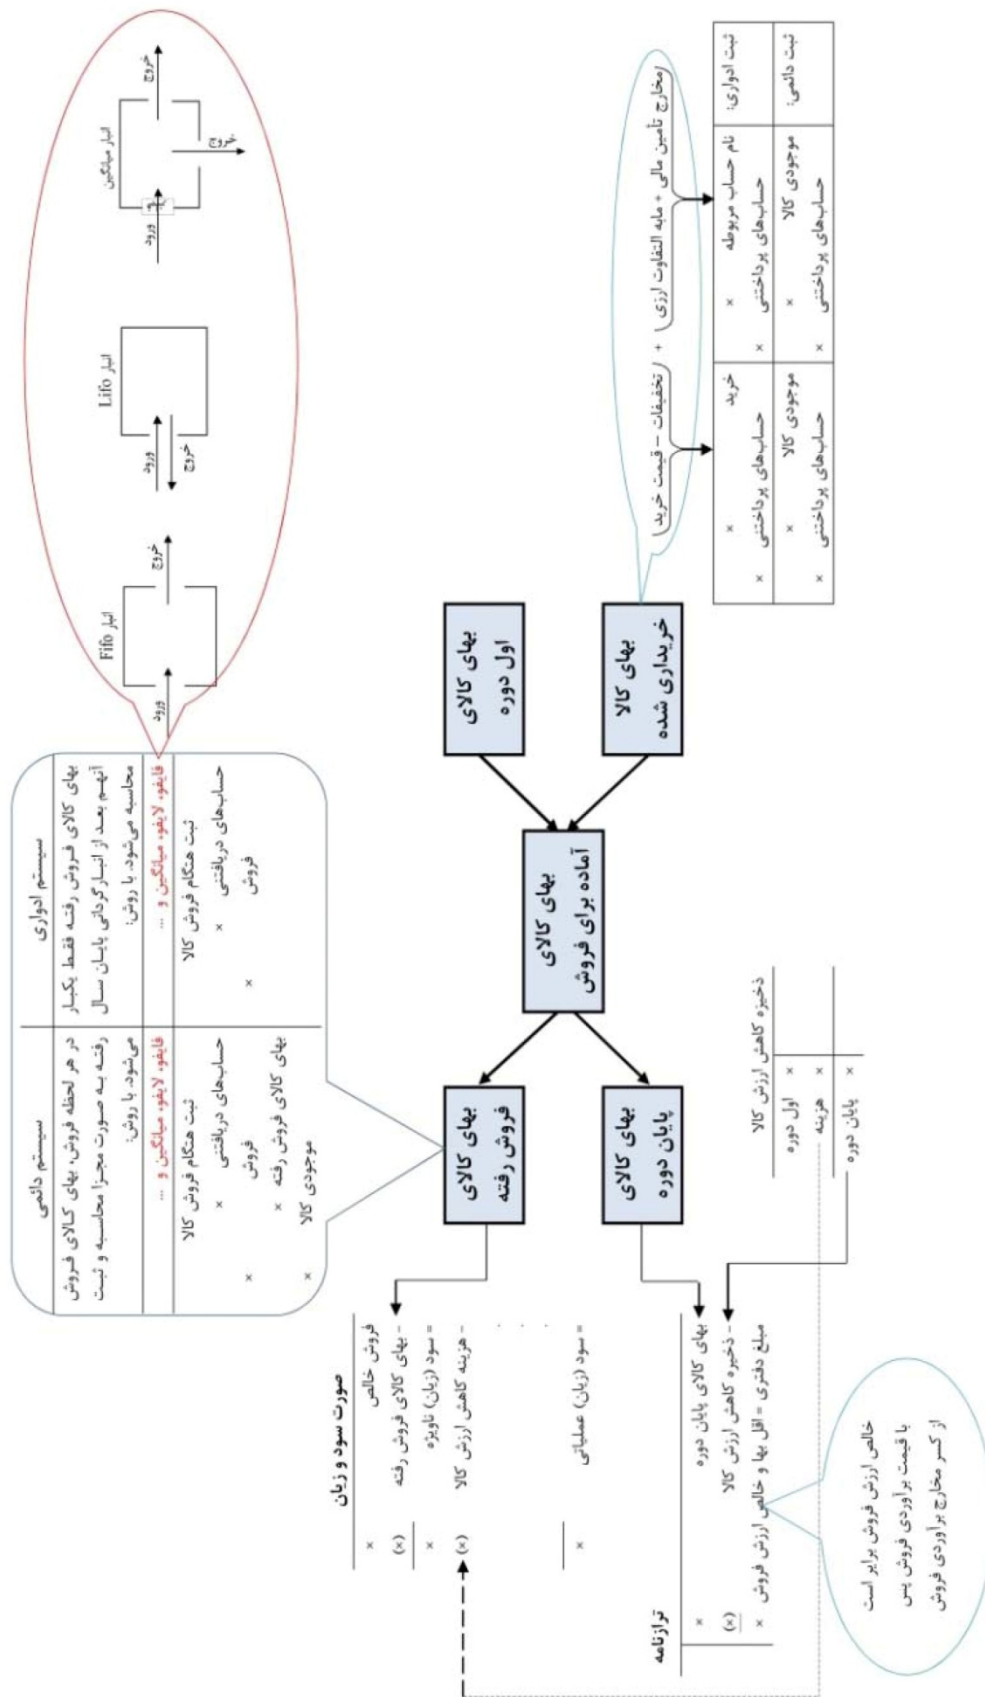 انبار Fifo
ورود
خروج
انبار Lifo
ورود
خروج
انبار میانگین
ورود
خروج
خروج
سیستم دائمی
در هر لحظه فروش، بهای کالای فروش
رفته به صورت مجزا محاسبه و ثبت
می‌شود. با روش:
فایفو، لایفو، میانگین و ...
ثبت هنگام فروش کالا
حساب‌های دریافتنی ×
فروش ×
بهای کالای فروش رفته ×
موجودی کالا ×
سیستم ادواری
بهای کالای فروش رفته فقط یکبار
آنهم بعد از انبارگردانی پایان سال
محاسبه می‌شود. با روش:
فایفو، لایفو، میانگین و ...
ثبت هنگام فروش کالا
حساب‌های دریافتنی ×
فروش ×
بهای کالای
اول دوره
بهای کالا
خریداری شده
بهای کالای
آماده برای فروش
بهای کالای
فروش رفته
بهای کالای
پایان دوره
(تخفیفات – قیمت خرید) + (مخارج تأمین مالی + مابه التفاوت ارزی)
ثبت ادواری:
نام حساب مربوطه ×
حساب‌های پرداختنی ×
خرید ×
حساب‌های پرداختنی ×
ثبت دائمی:
موجودی کالا ×
حساب‌های پرداختنی ×
موجودی کالا ×
حساب‌های پرداختنی ×
ذخیزه کاهش ارزش کالا
اول دوره ×
هزینه ×
پایان دوره ×
صورت سود و زیان
فروش خالص ×
- بهای کالای فروش رفته (×)
= سود (زیان) ناویژه ×
- هزینه کاهش ارزش کالا (×)
.
.
.
= سود (زیان) عملیاتی ×
ترازنامه
بهای کالای پایان دوره ×
- ذخیره کاهش ارزش کالا (×)
مبلغ دفتری = اقل بها و خالص ارزش فروش ×
خالص ارزش فروش برابر است
با قیمت برآوردی فروش پس
از کسر مخارج برآوردی فروش